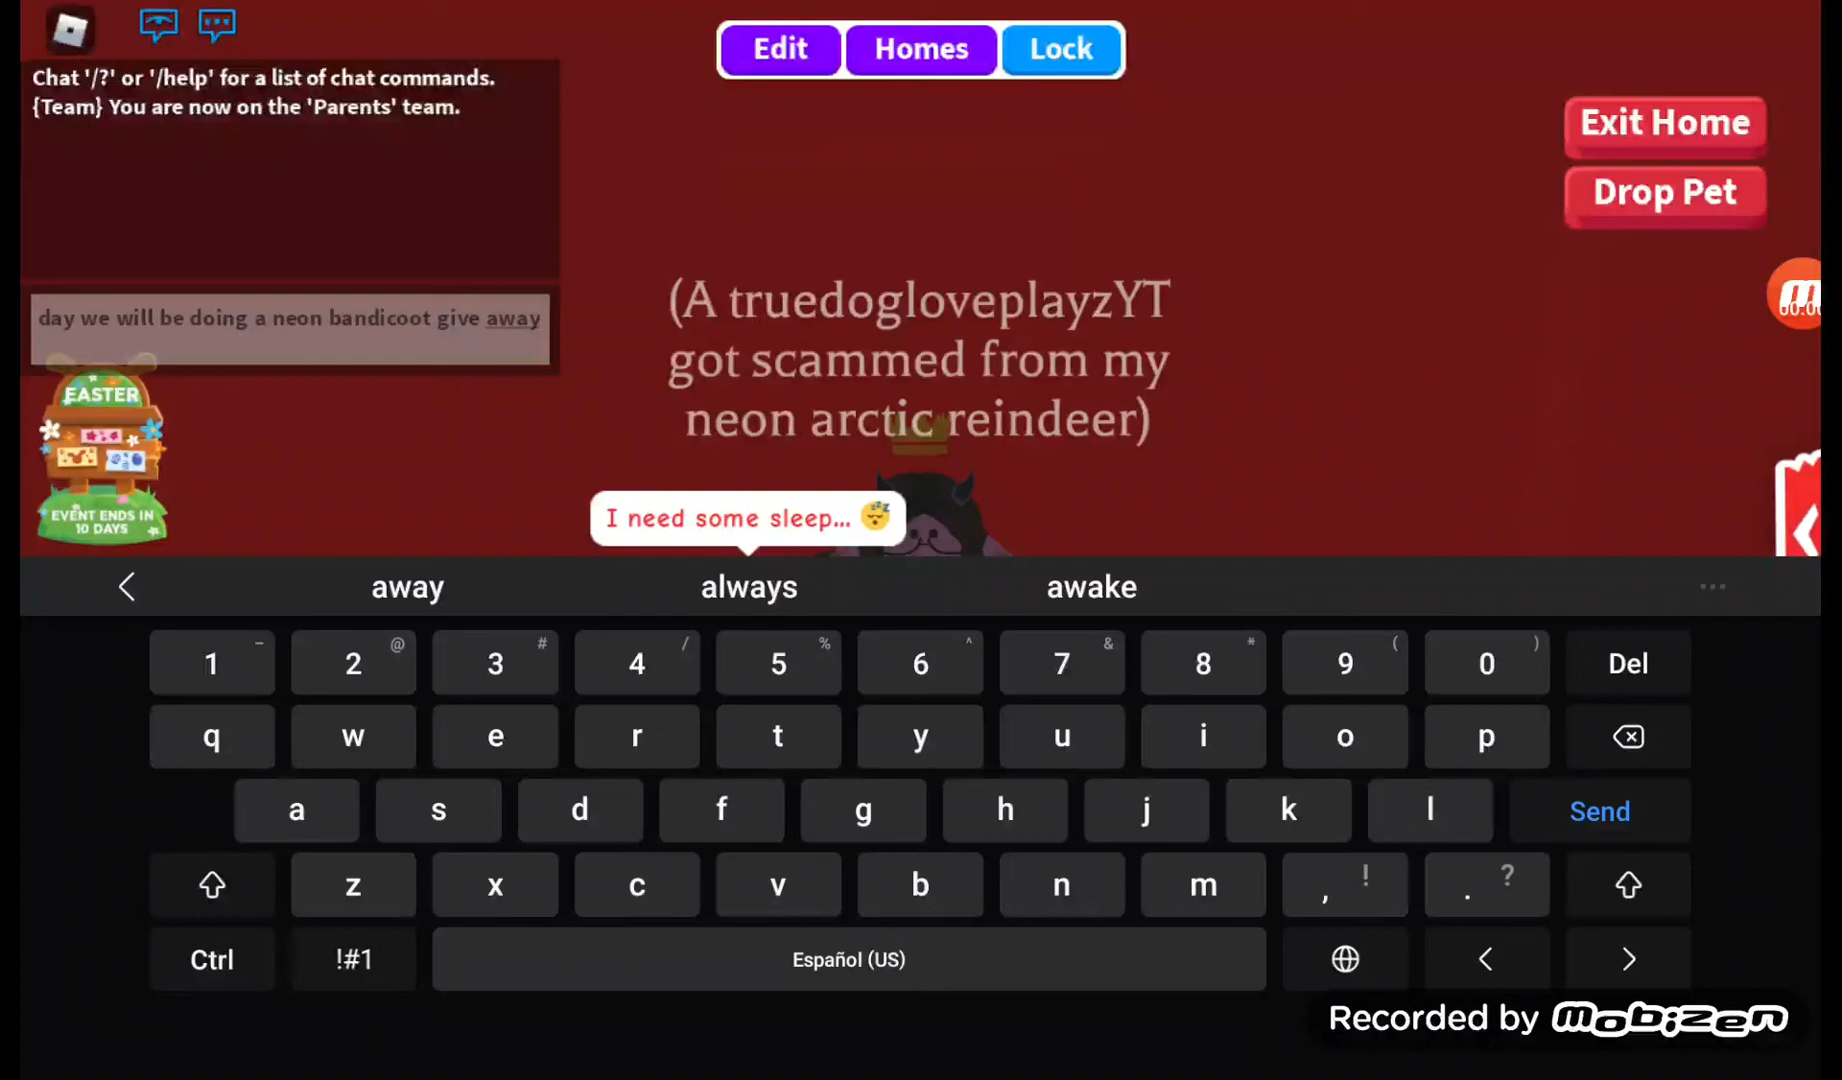 Edit Homes Lock
Chat '/?' or '/help' for a list of chat commands.
{Team} You are now on the 'Parents' team.
Exit Home
Drop Pet
day we will be doing a neon bandicoot give away
(A truedogloveplayzYT
got scammed from my
neon arctic reindeer)
00:0
EASTER
EVENT ENDS IN
10 DAYS
I need some sleep... 😴
away always awake
1 - 2 @ 3 # 4 / 5 % 6 ^ 7 & 8 * 9 ( 0 ) Del
q w e r t y u i o p
a s d f g h j k l Send
z x c v b n m , ! . ?
Ctrl !#1 Español (US) < >
Recorded by mobizen